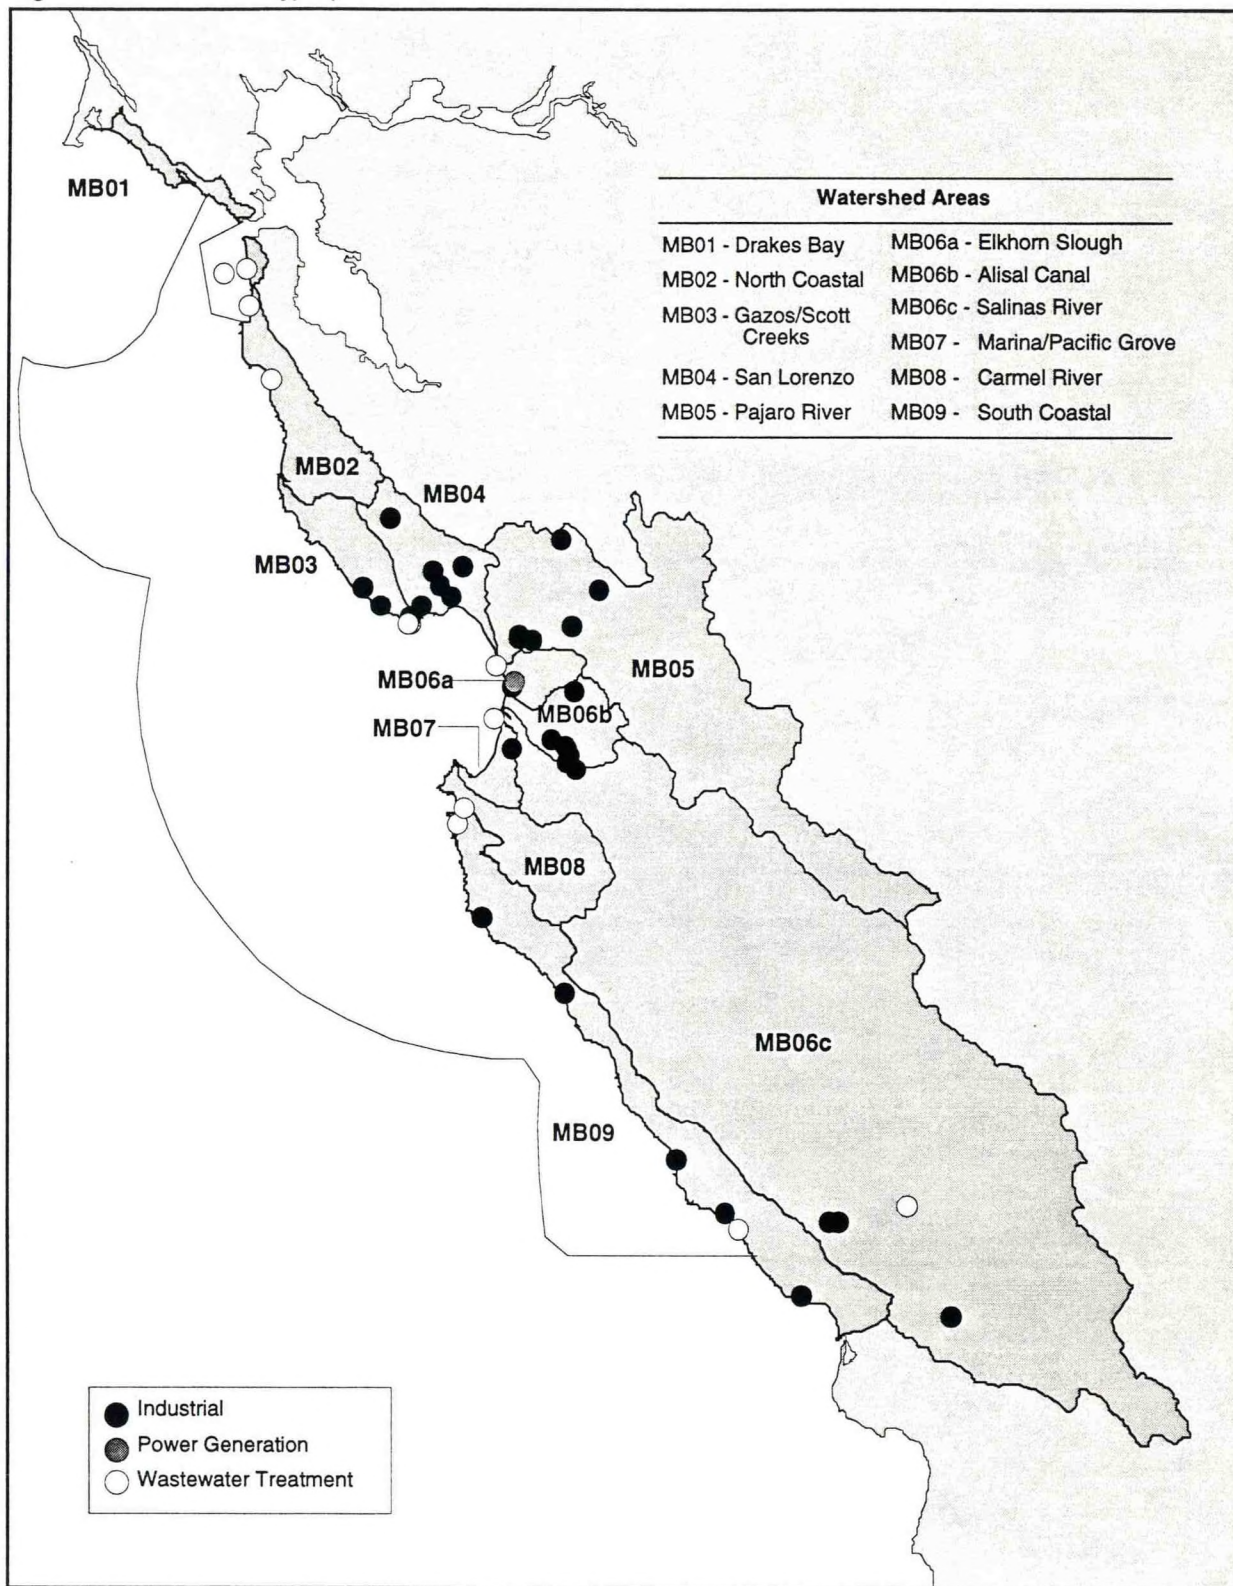 MB01
Watershed Areas
MB01 - Drakes Bay
MB02 - North Coastal
MB03 - Gazos/Scott
Creeks
MB04 - San Lorenzo
MB05 - Pajaro River
MB06a - Elkhorn Slough
MB06b - Alisal Canal
MB06c - Salinas River
MB07 - Marina/Pacific Grove
MB08 - Carmel River
MB09 - South Coastal
MB02
MB04
MB03
MB05
MB06a
MB06b
MB07
MB08
MB06c
MB09
Industrial
Power Generation
Wastewater Treatment